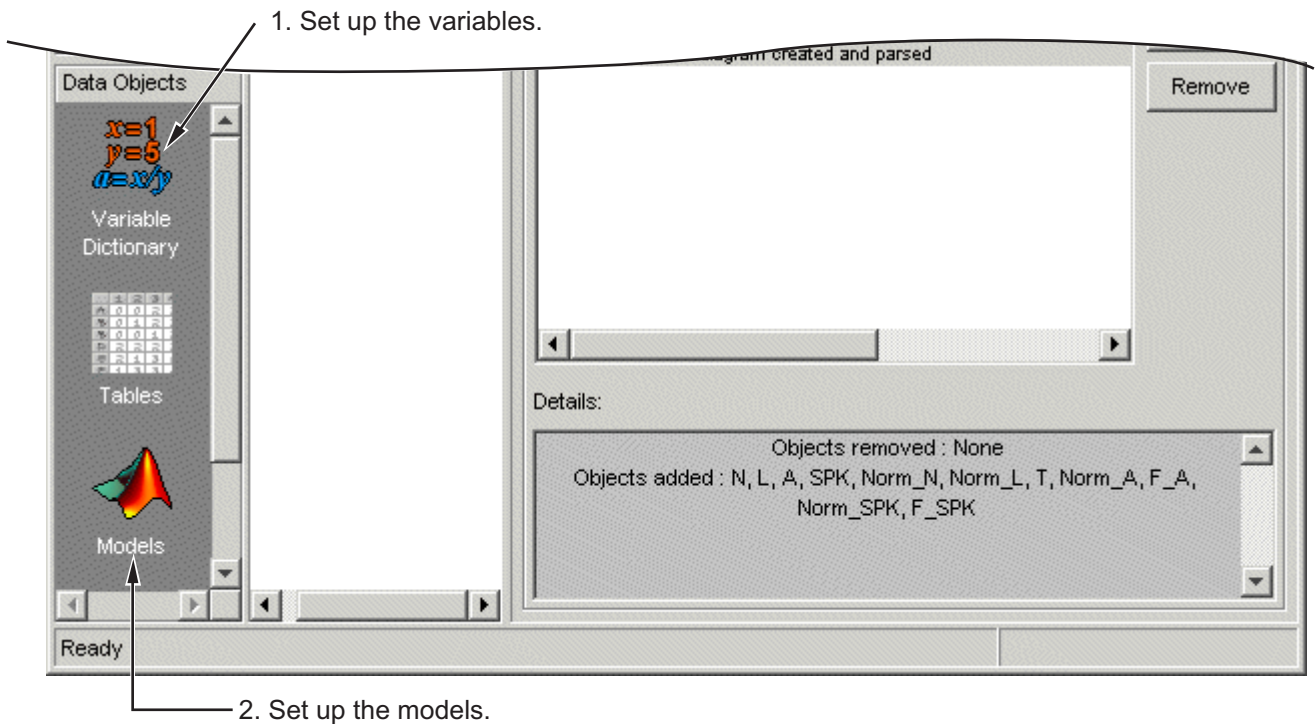 1. Set up the variables.
created and parsed
Data Objects
Remove
x=1
y=5
a=x/y
Variable
Dictionary
Tables
Models
Details:
Objects removed : None
Objects added : N, L, A, SPK, Norm_N, Norm_L, T, Norm_A, F_A,
Norm_SPK, F_SPK
Ready
2. Set up the models.